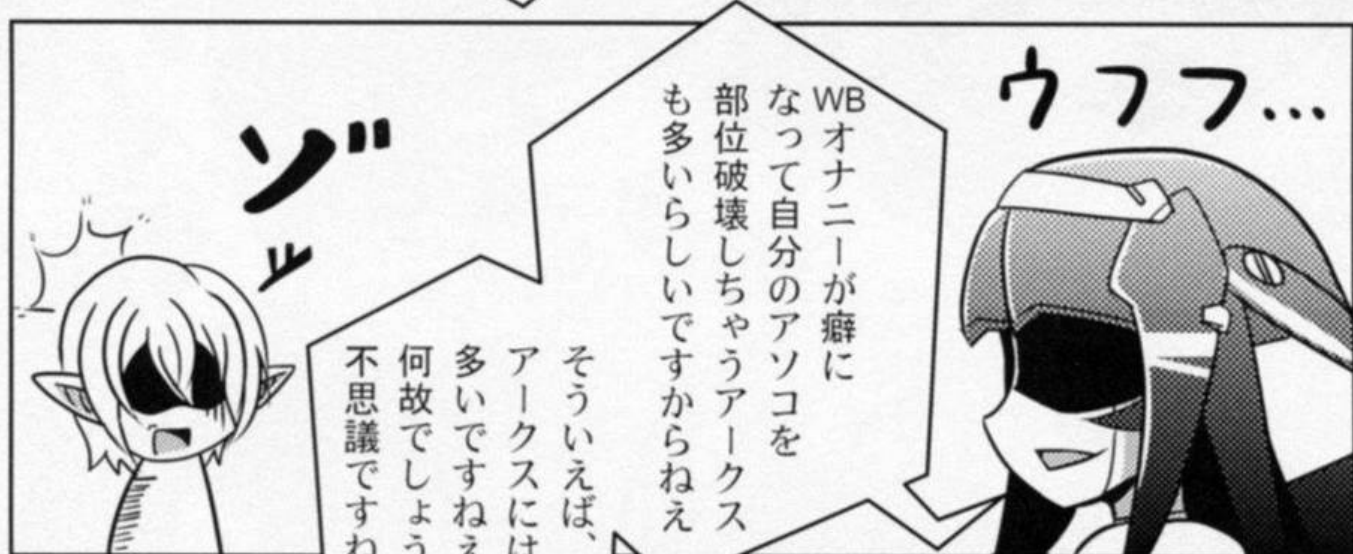 ウフフ…
WBオナニーが癖に
なって自分のアソコを
部位破壊しちゃうアークス
も多いらしいですからねえ
そういえば、
アークスには
多いですねえ
何故でしょう
不思議ですね
ゾッ